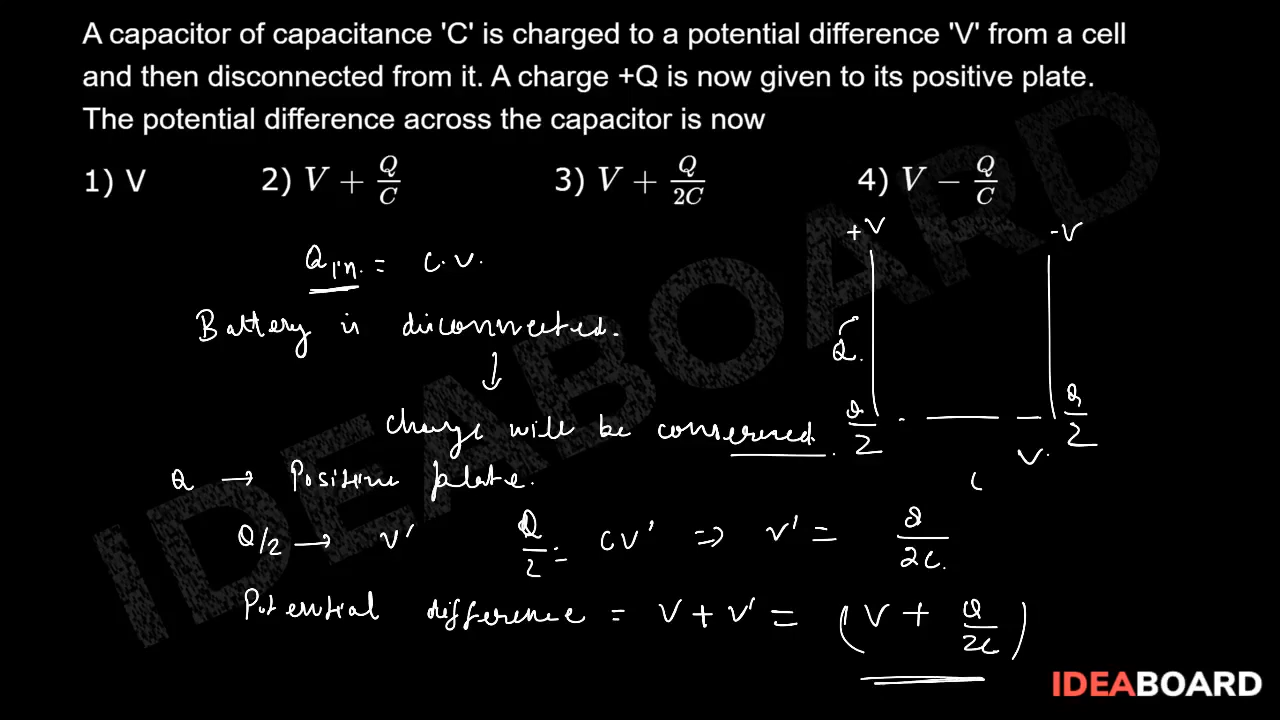 A capacitor of capacitance 'C' is charged to a potential difference 'V' from a cell
and then disconnected from it. A charge +Q is now given to its positive plate.
The potential difference across the capacitor is now
1) V 2) V + Q/C 3) V + Q/2C 4) V − Q/C
+V -V
Qin. = C.V.
Battery is disconnected.
Q.
↓
Charge will be conserved.
Q/2 - Q/2
V.
C
Q → Positive plate.
Q/2 → V' Q/2 = CV' ⇒ V' = Q/2C.
Potential difference = V + V' = (V + Q/2C)
IDEABOARD
IDEABOARD